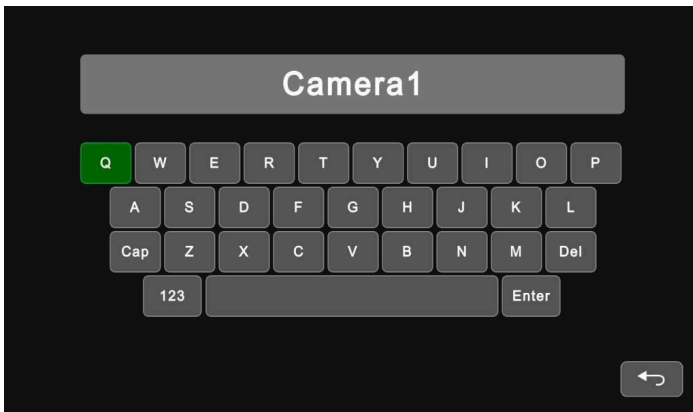 Camera1
Q W E R T Y U I O P
A S D F G H J K L
Cap Z X C V B N M Del
123 Enter